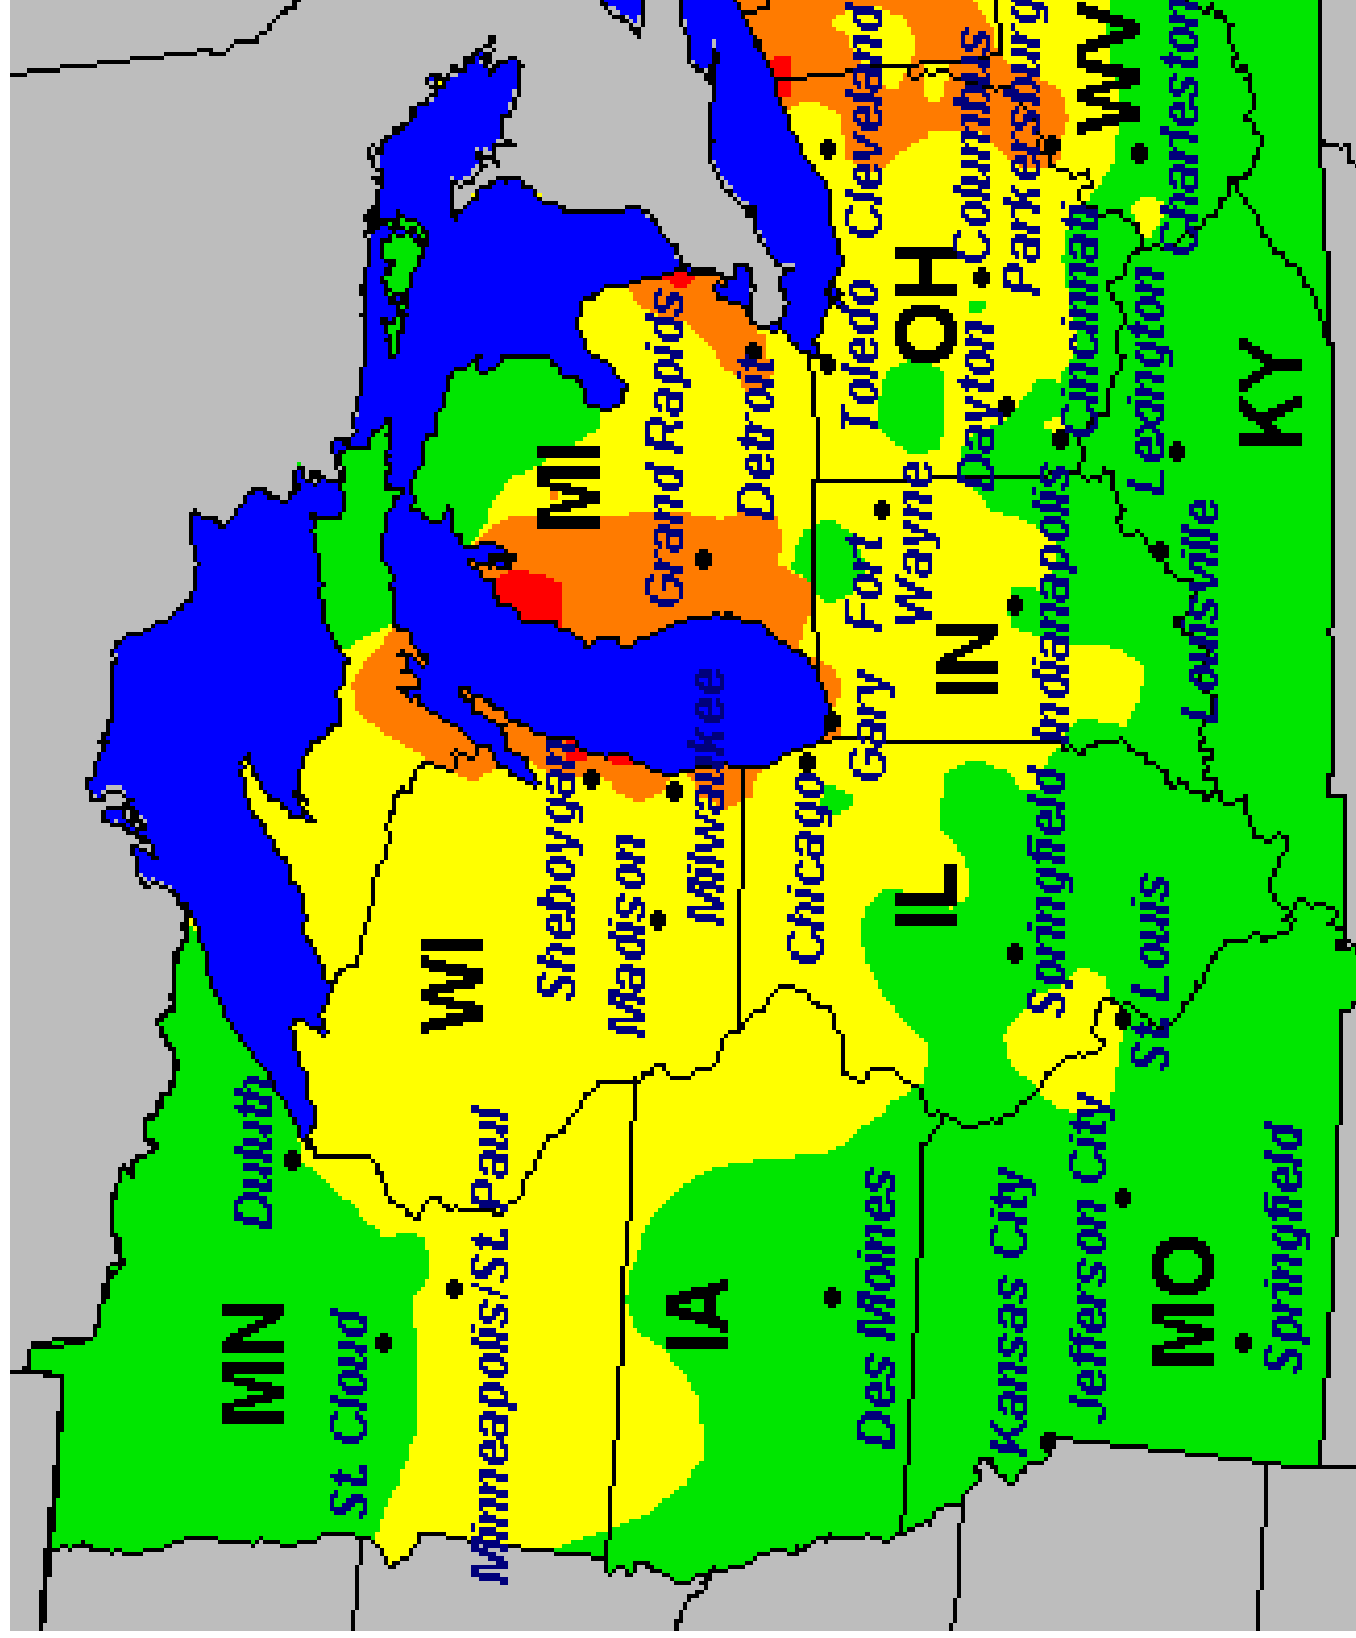 MN
Duluth
St Cloud
Minneapolis/St Paul
WI
Sheboygan
Madison
Milwaukee
MI
Grand Rapids
Detroit
IA
Des Moines
Chicago
Gary
Fort
Wayne
Toledo
Cleveland
IL
IN
OH
Dayton
Columbus
Parkersburg
Kansas City
Springfield
Indianapolis
Cincinnati
WV
Jefferson City
St Louis
Lexington
Charleston
MO
Louisville
Springfield
KY